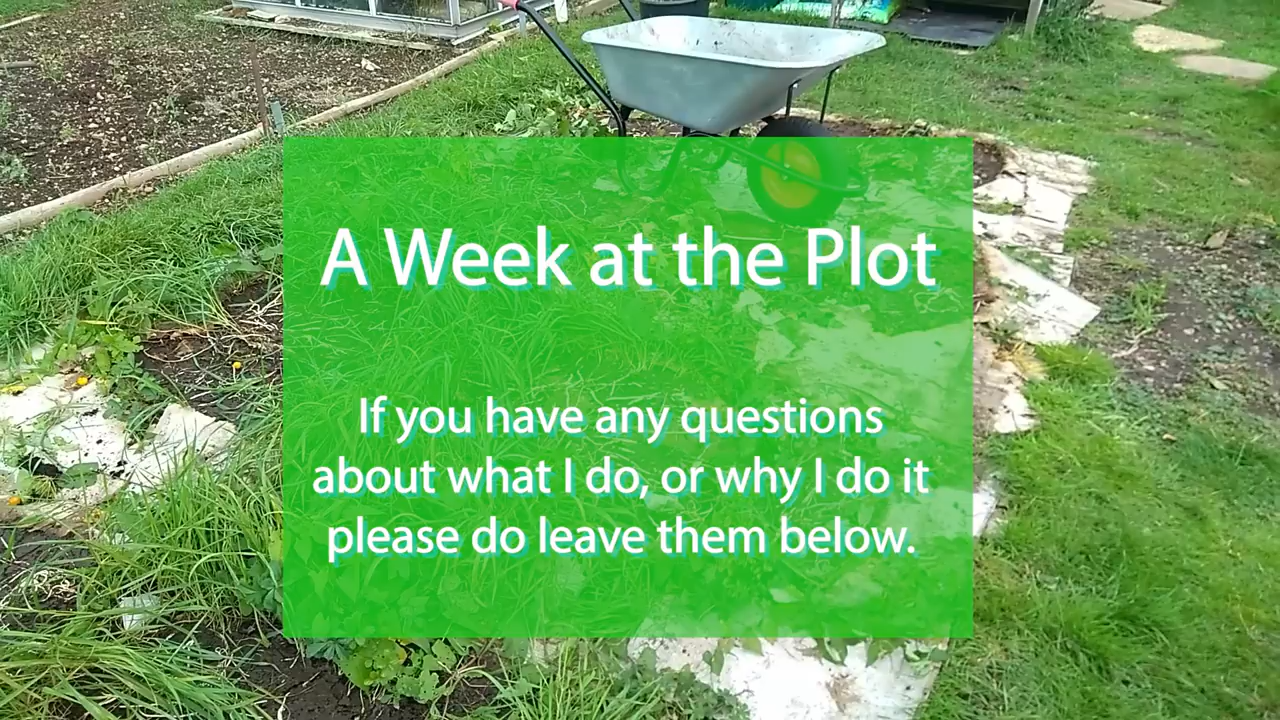 A Week at the Plot
If you have any questions
about what I do, or why I do it
please do leave them below.